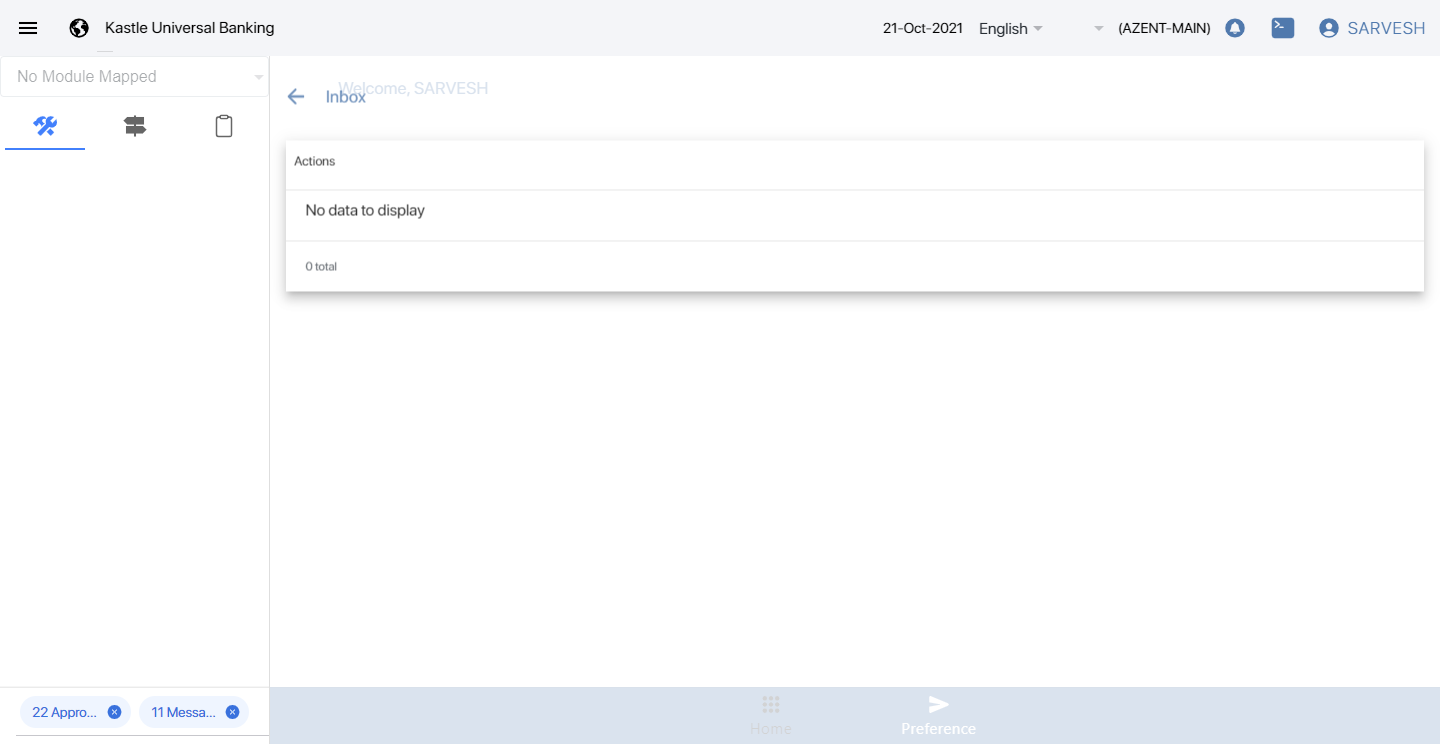 Kastle Universal Banking
21-Oct-2021 English (AZENT-MAIN) SARVESH
No Module Mapped
Welcome, SARVESH
Inbox
Actions
No data to display
0 total
22 Appro...
11 Messa...
Home
Preference